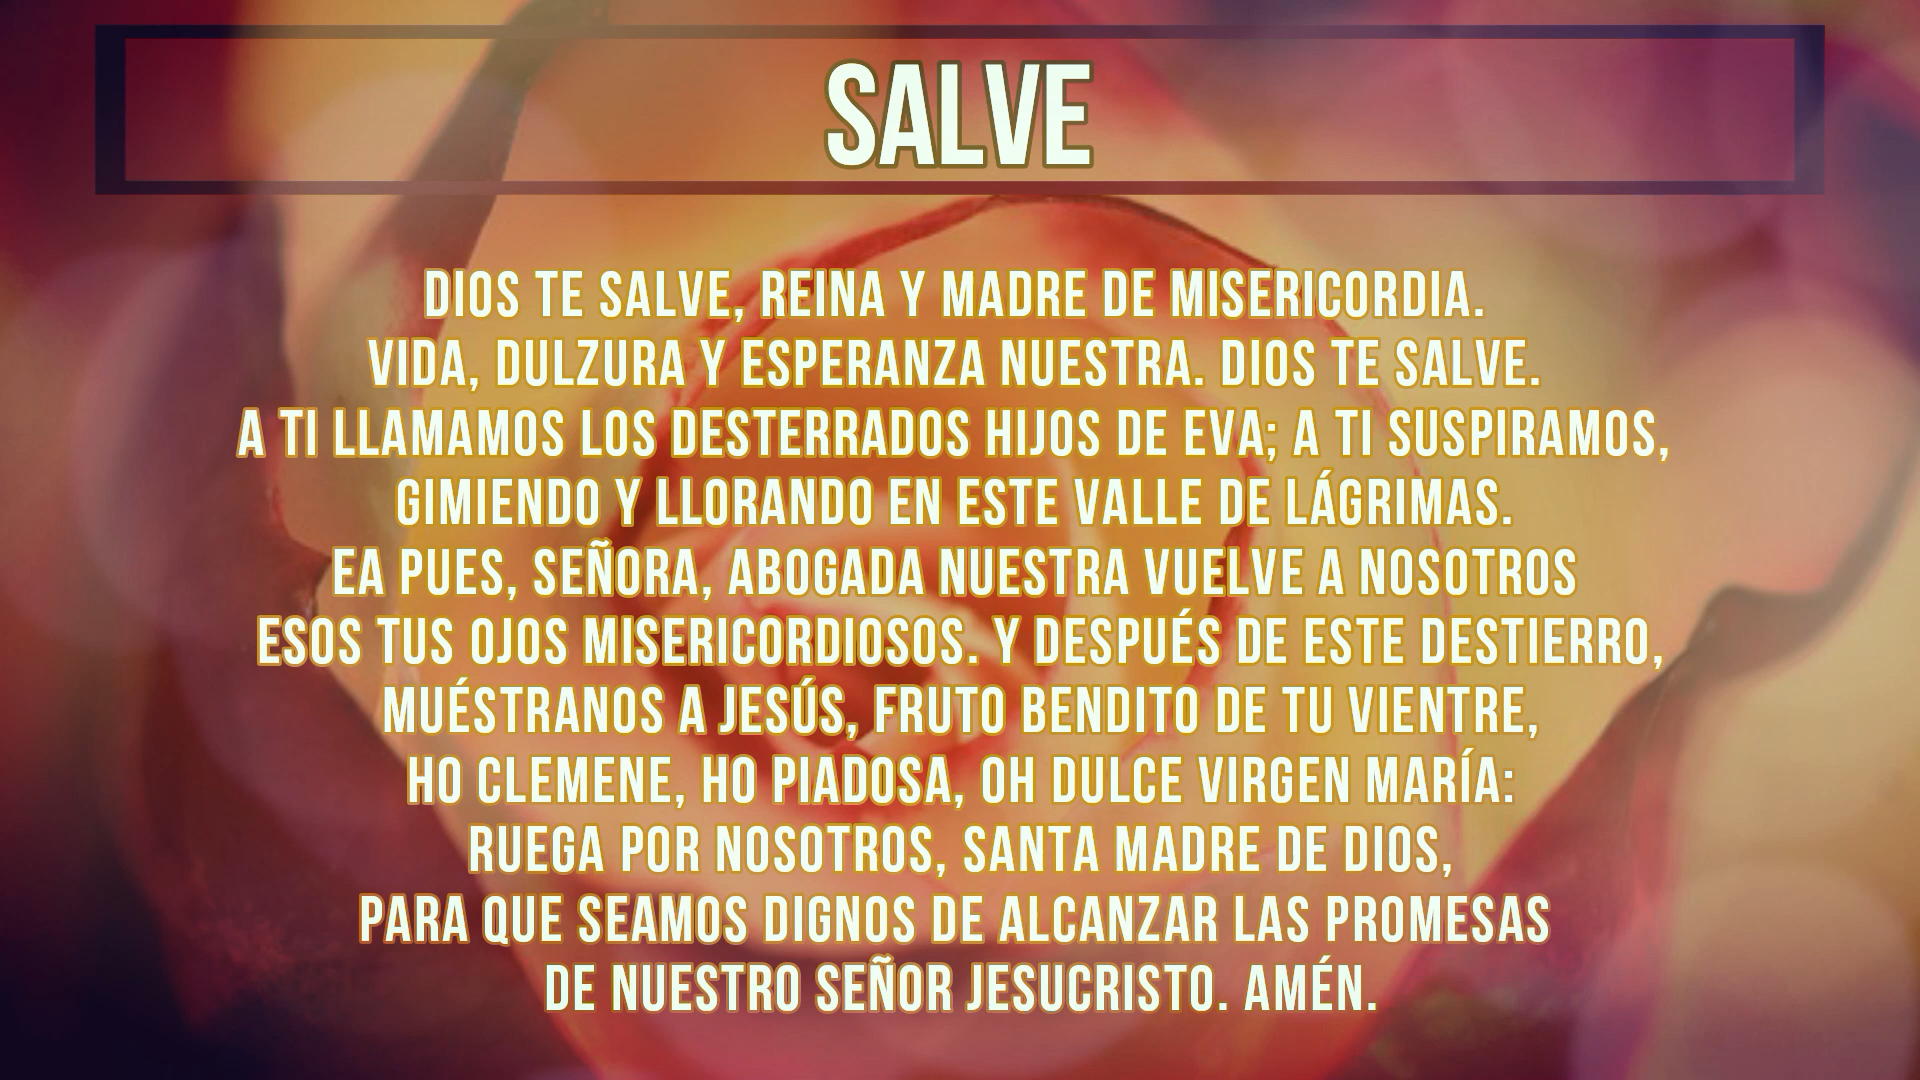 SALVE
DIOS TE SALVE, REINA Y MADRE DE MISERICORDIA.
VIDA, DULZURA Y ESPERANZA NUESTRA. DIOS TE SALVE.
A TI LLAMAMOS LOS DESTERRADOS HIJOS DE EVA; A TI SUSPIRAMOS,
GIMIENDO Y LLORANDO EN ESTE VALLE DE LÁGRIMAS.
EA PUES, SEÑORA, ABOGADA NUESTRA VUELVE A NOSOTROS
ESOS TUS OJOS MISERICORDIOSOS. Y DESPUÉS DE ESTE DESTIERRO,
MUÉSTRANOS A JESÚS, FRUTO BENDITO DE TU VIENTRE,
HO CLEMENE, HO PIADOSA, OH DULCE VIRGEN MARÍA:
RUEGA POR NOSOTROS, SANTA MADRE DE DIOS,
PARA QUE SEAMOS DIGNOS DE ALCANZAR LAS PROMESAS
DE NUESTRO SEÑOR JESUCRISTO. AMÉN.